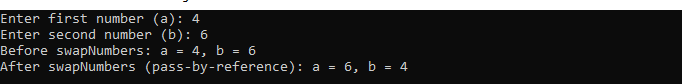 Enter first number (a): 4
Enter second number (b): 6
Before swapNumbers: a = 4, b = 6
After swapNumbers (pass-by-reference): a = 6, b = 4